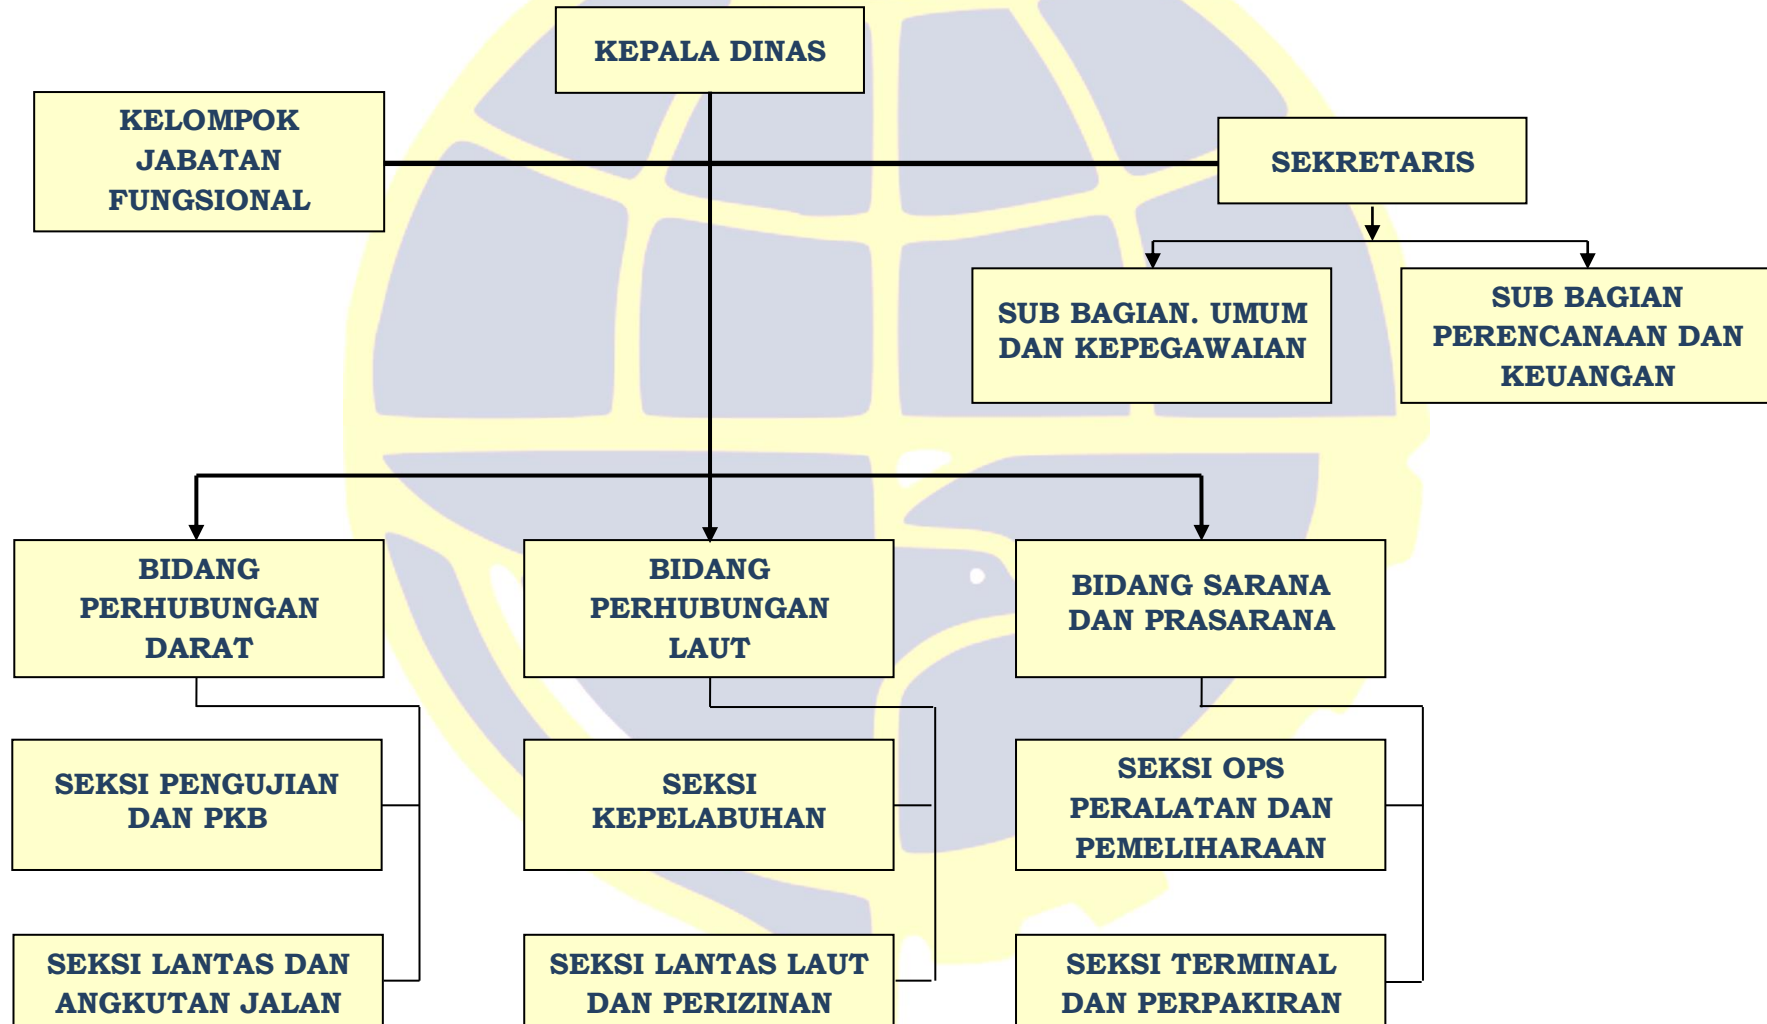 KEPALA DINAS
KELOMPOK
JABATAN
FUNGSIONAL
SEKRETARIS
SUB BAGIAN. UMUM
DAN KEPEGAWAIAN
SUB BAGIAN
PERENCANAAN DAN
KEUANGAN
BIDANG
PERHUBUNGAN
DARAT
BIDANG
PERHUBUNGAN
LAUT
BIDANG SARANA
DAN PRASARANA
SEKSI PENGUJIAN
DAN PKB
SEKSI
KEPELABUHAN
SEKSI OPS
PERALATAN DAN
PEMELIHARAAN
SEKSI LANTAS DAN
ANGKUTAN JALAN
SEKSI LANTAS LAUT
DAN PERIZINAN
SEKSI TERMINAL
DAN PERPAKIRAN